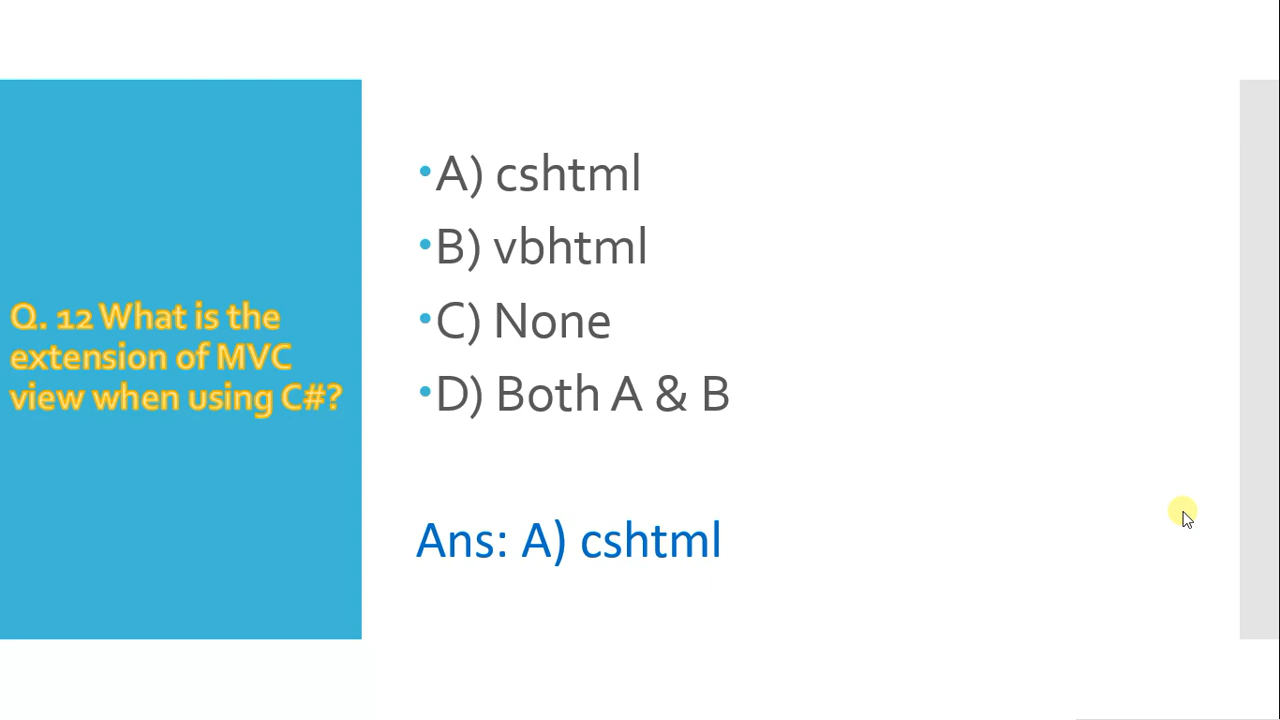 Q. 12 What is the
extension of MVC
view when using C#?
•A) cshtml
•B) vbhtml
•C) None
•D) Both A & B
Ans: A) cshtml